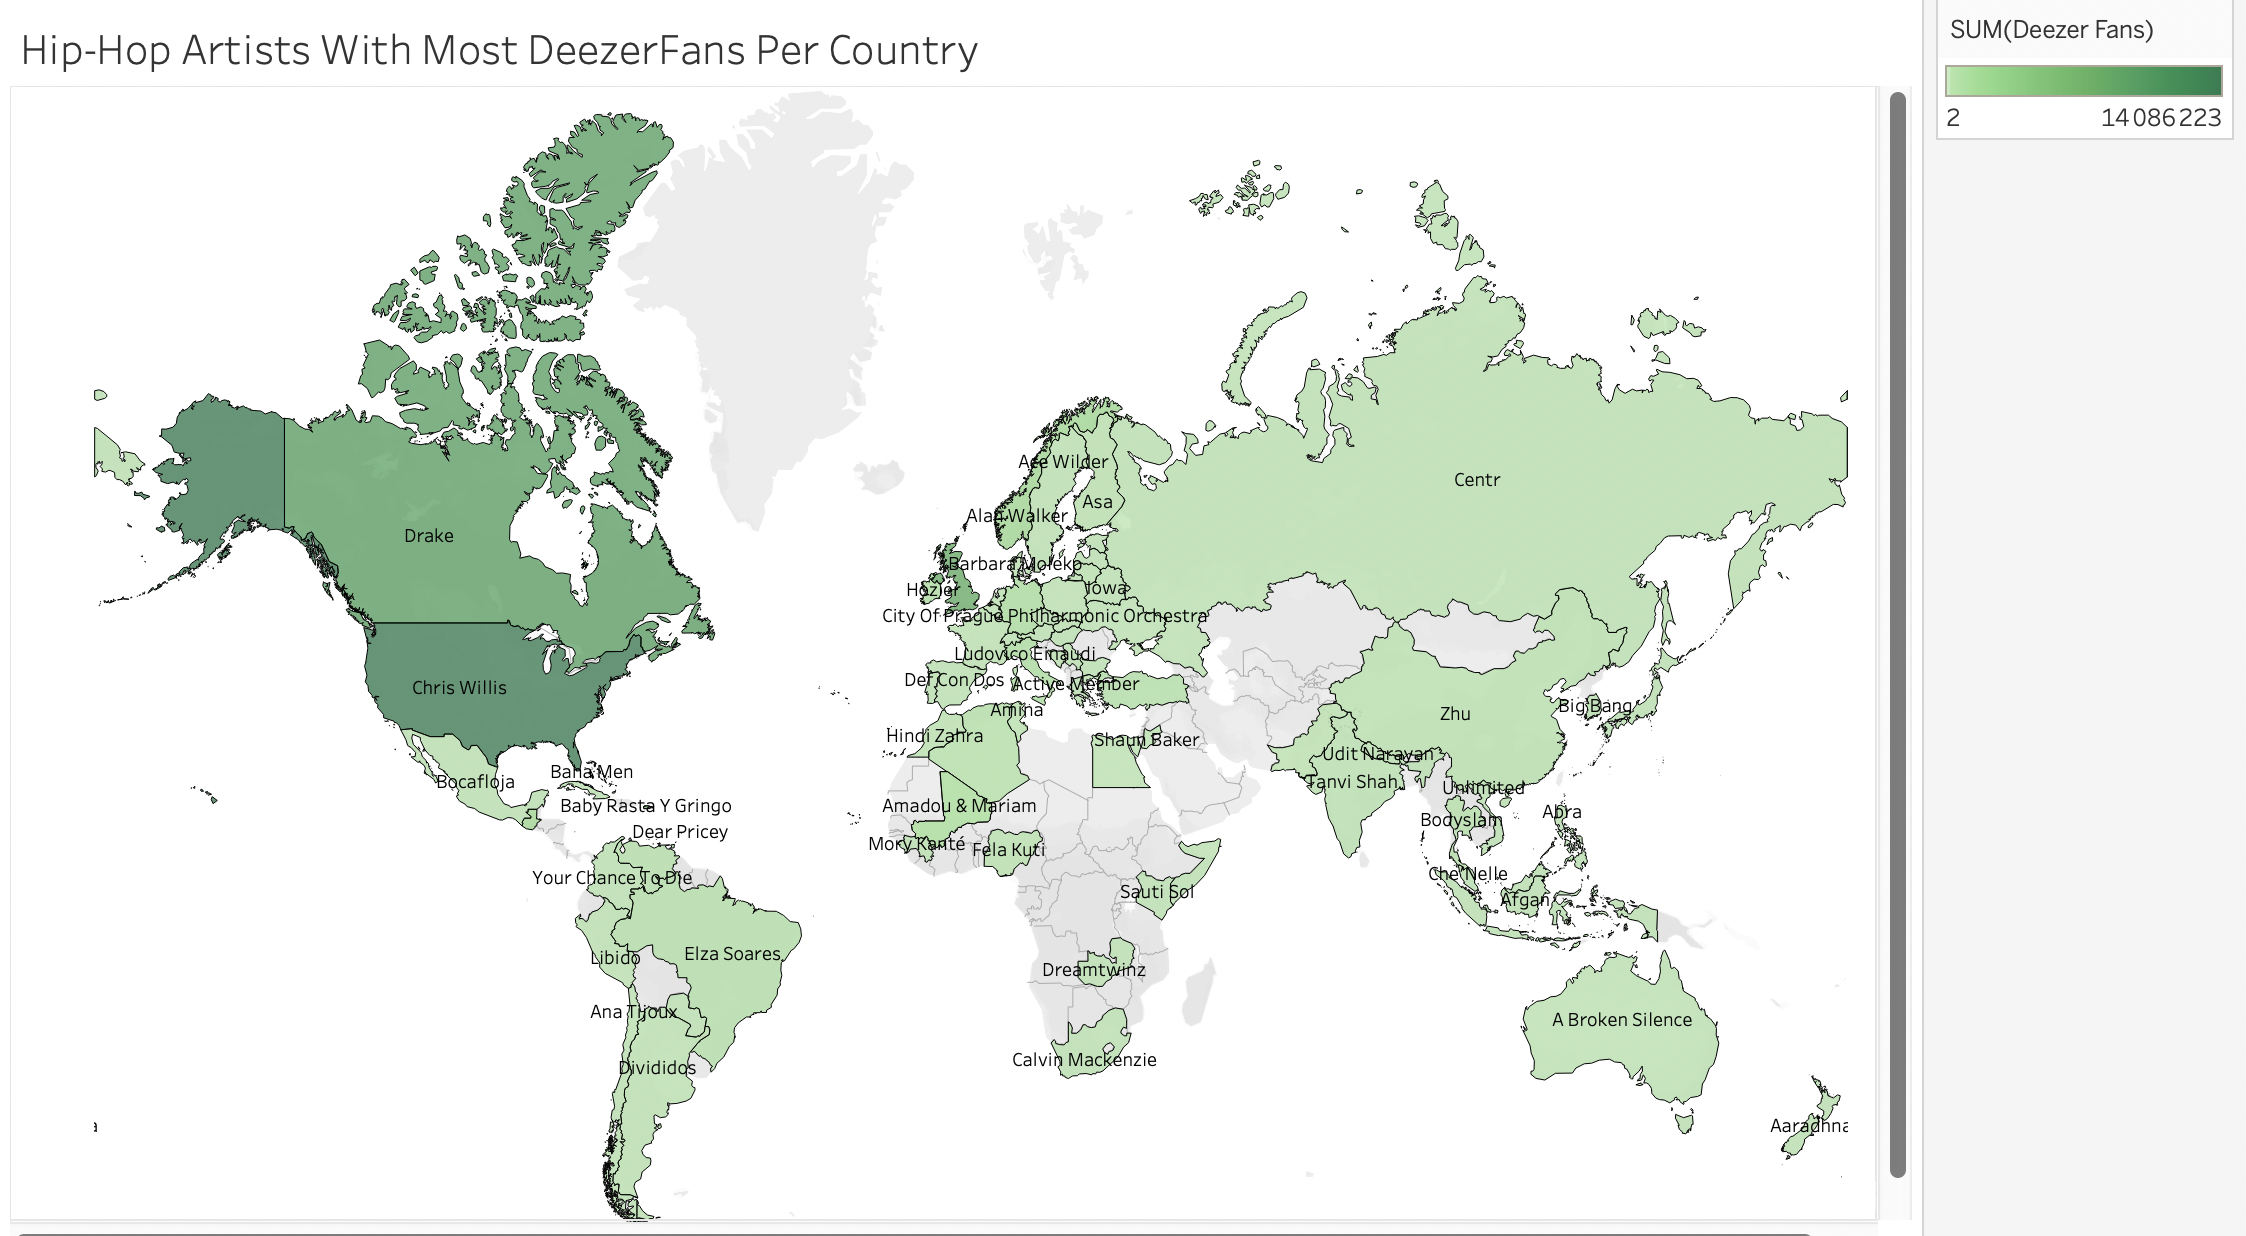 Hip-Hop Artists With Most DeezerFans Per Country
SUM(Deezer Fans)
2
14 086 223
Ace Wilder
Centr
Asa
Alan Walker
Drake
Barbara Moleko
Hozier
Iowa
City Of Prague Philharmonic Orchestra
Ludovico Einaudi
Def Con Dos
Active Member
Chris Willis
Amina
Big Bang
Zhu
Hindi Zahra
Shaun Baker
Udit Narayan
Baha Men
Bocafloja
Tanvi Shah
Unlimited
Baby Rasta Y Gringo
Amadou & Mariam
Abra
Bodyslam
Dear Pricey
Mory Kanté
Fela Kuti
Che'Nelle
Your Chance To Die
Sauti Sol
Afgan
Elza Soares
Libido
Dreamtwinz
Ana Tijoux
A Broken Silence
Calvin Mackenzie
Divididos
Aaradhna
a